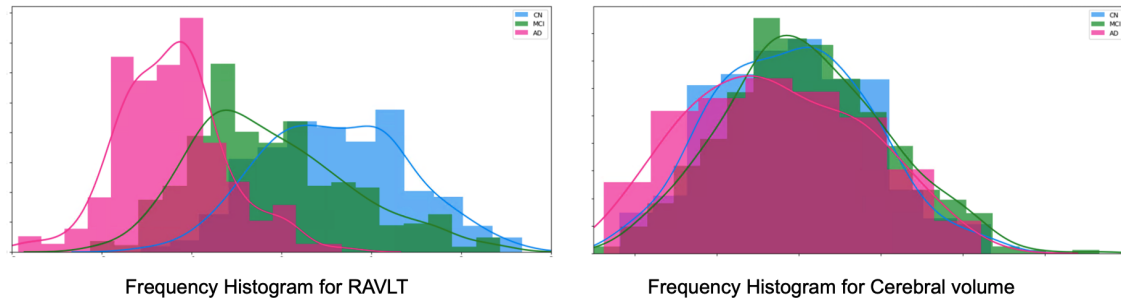 CN
MCI
AD
CN
MCI
AD
Frequency Histogram for RAVLT
Frequency Histogram for Cerebral volume